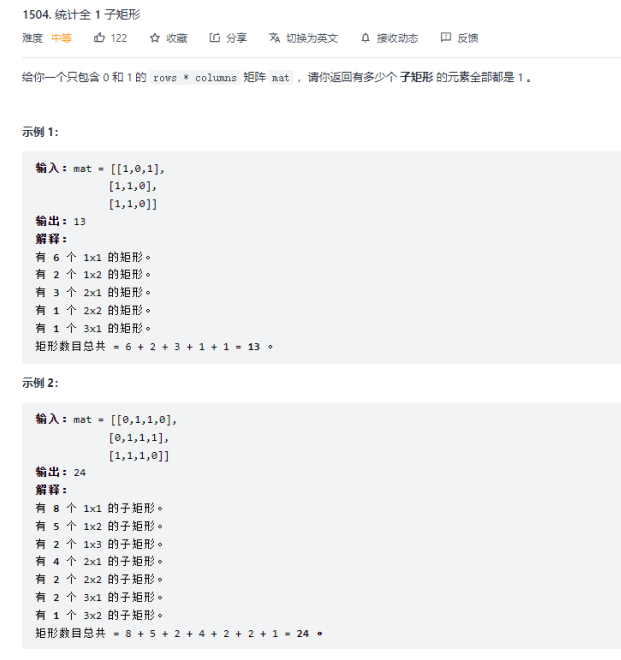 1504. 统计全 1 子矩形
难度 中等 122 收藏 分享 切换为英文 接收动态 反馈
给你一个只包含 0 和 1 的 rows * columns 矩阵 mat ，请你返回有多少个 子矩形 的元素全部都是 1 。
示例 1：
输入：mat = [[1,0,1],
[1,1,0],
[1,1,0]]
输出：13
解释：
有 6 个 1x1 的矩形。
有 2 个 1x2 的矩形。
有 3 个 2x1 的矩形。
有 1 个 2x2 的矩形。
有 1 个 3x1 的矩形。
矩形数目总共 = 6 + 2 + 3 + 1 + 1 = 13 。
示例 2：
输入：mat = [[0,1,1,0],
[0,1,1,1],
[1,1,1,0]]
输出：24
解释：
有 8 个 1x1 的子矩形。
有 5 个 1x2 的子矩形。
有 2 个 1x3 的子矩形。
有 4 个 2x1 的子矩形。
有 2 个 2x2 的子矩形。
有 2 个 3x1 的子矩形。
有 1 个 3x2 的子矩形。
矩形数目总共 = 8 + 5 + 2 + 4 + 2 + 2 + 1 = 24 。